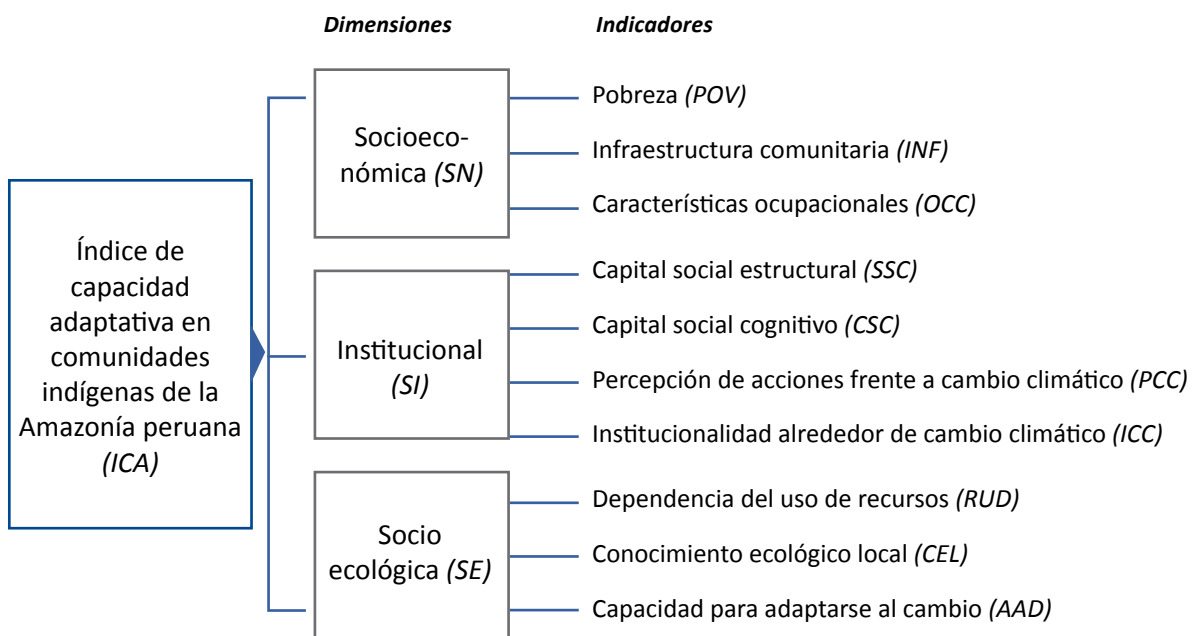 Dimensiones
Indicadores
Índice de
capacidad
adaptativa en
comunidades
indígenas de la
Amazonía peruana
(ICA)
Socioeco-
nómica (SN)
Pobreza (POV)
Infraestructura comunitaria (INF)
Características ocupacionales (OCC)
Institucional
(SI)
Capital social estructural (SSC)
Capital social cognitivo (CSC)
Percepción de acciones frente a cambio climático (PCC)
Institucionalidad alrededor de cambio climático (ICC)
Socio
ecológica (SE)
Dependencia del uso de recursos (RUD)
Conocimiento ecológico local (CEL)
Capacidad para adaptarse al cambio (AAD)